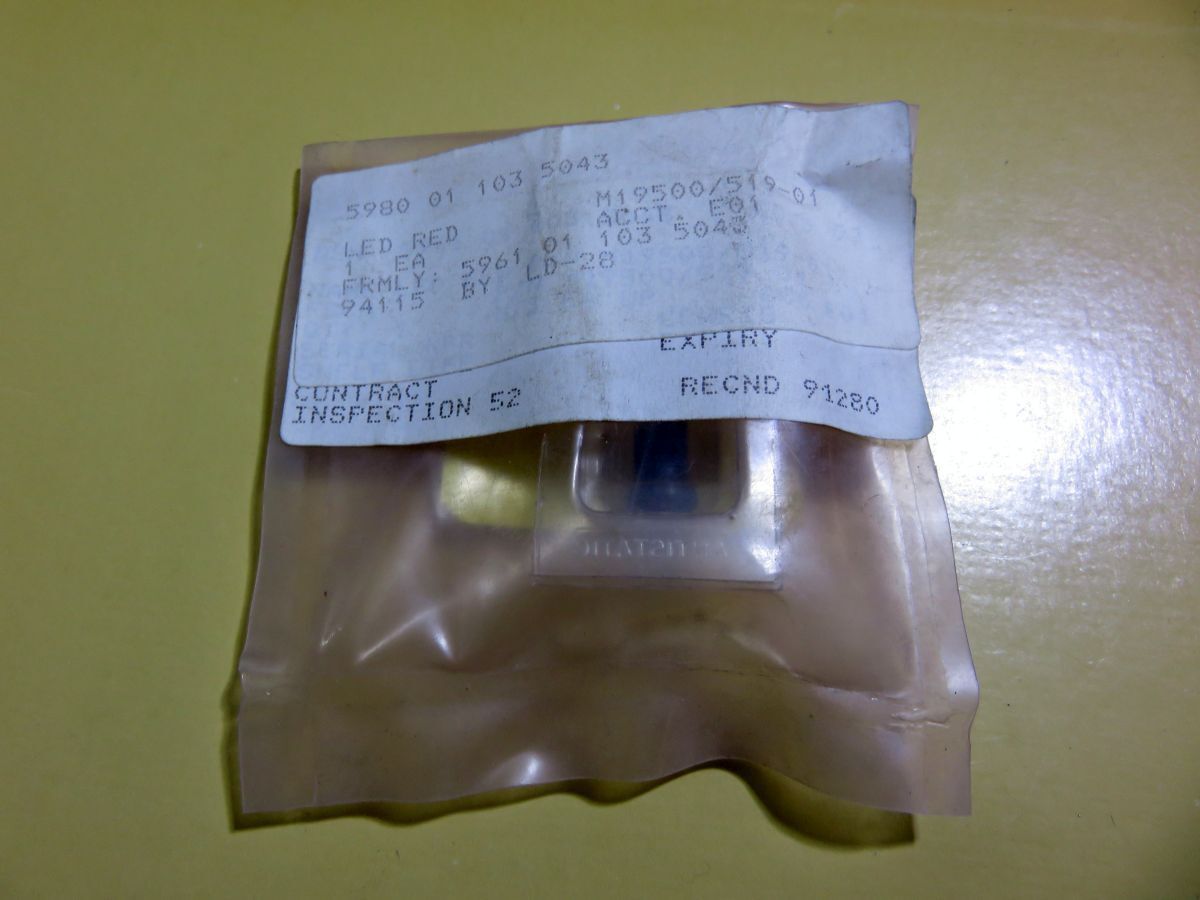 5980 01 103 5043
M19500/519-01
LED RED ACCT. E01
1 EA
FRMLY: 5961 01 103 5043
94115 BY LD-28
EXPIRY
CONTRACT
INSPECTION 52 RECND 91280